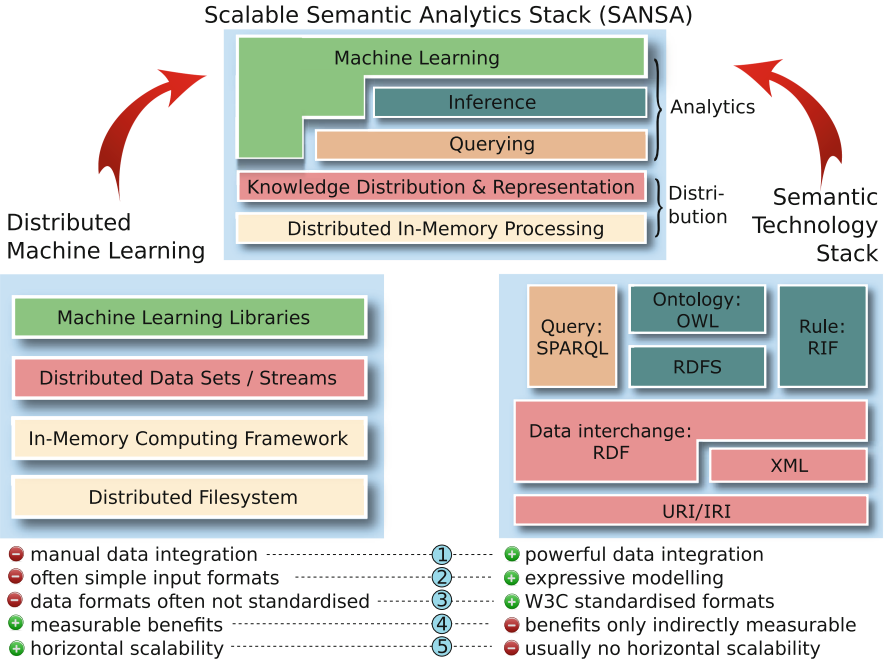 Scalable Semantic Analytics Stack (SANSA)
Machine Learning
Inference
Querying
Knowledge Distribution & Representation
Distributed In-Memory Processing
Analytics
Distri-
bution
Distributed
Machine Learning
Semantic
Technology
Stack
Machine Learning Libraries
Distributed Data Sets / Streams
In-Memory Computing Framework
Distributed Filesystem
Query:
SPARQL
Ontology:
OWL
RDFS
Rule:
RIF
Data interchange:
RDF
XML
URI/IRI
manual data integration 1 powerful data integration
often simple input formats 2 expressive modelling
data formats often not standardised 3 W3C standardised formats
measurable benefits 4 benefits only indirectly measurable
horizontal scalability 5 usually no horizontal scalability